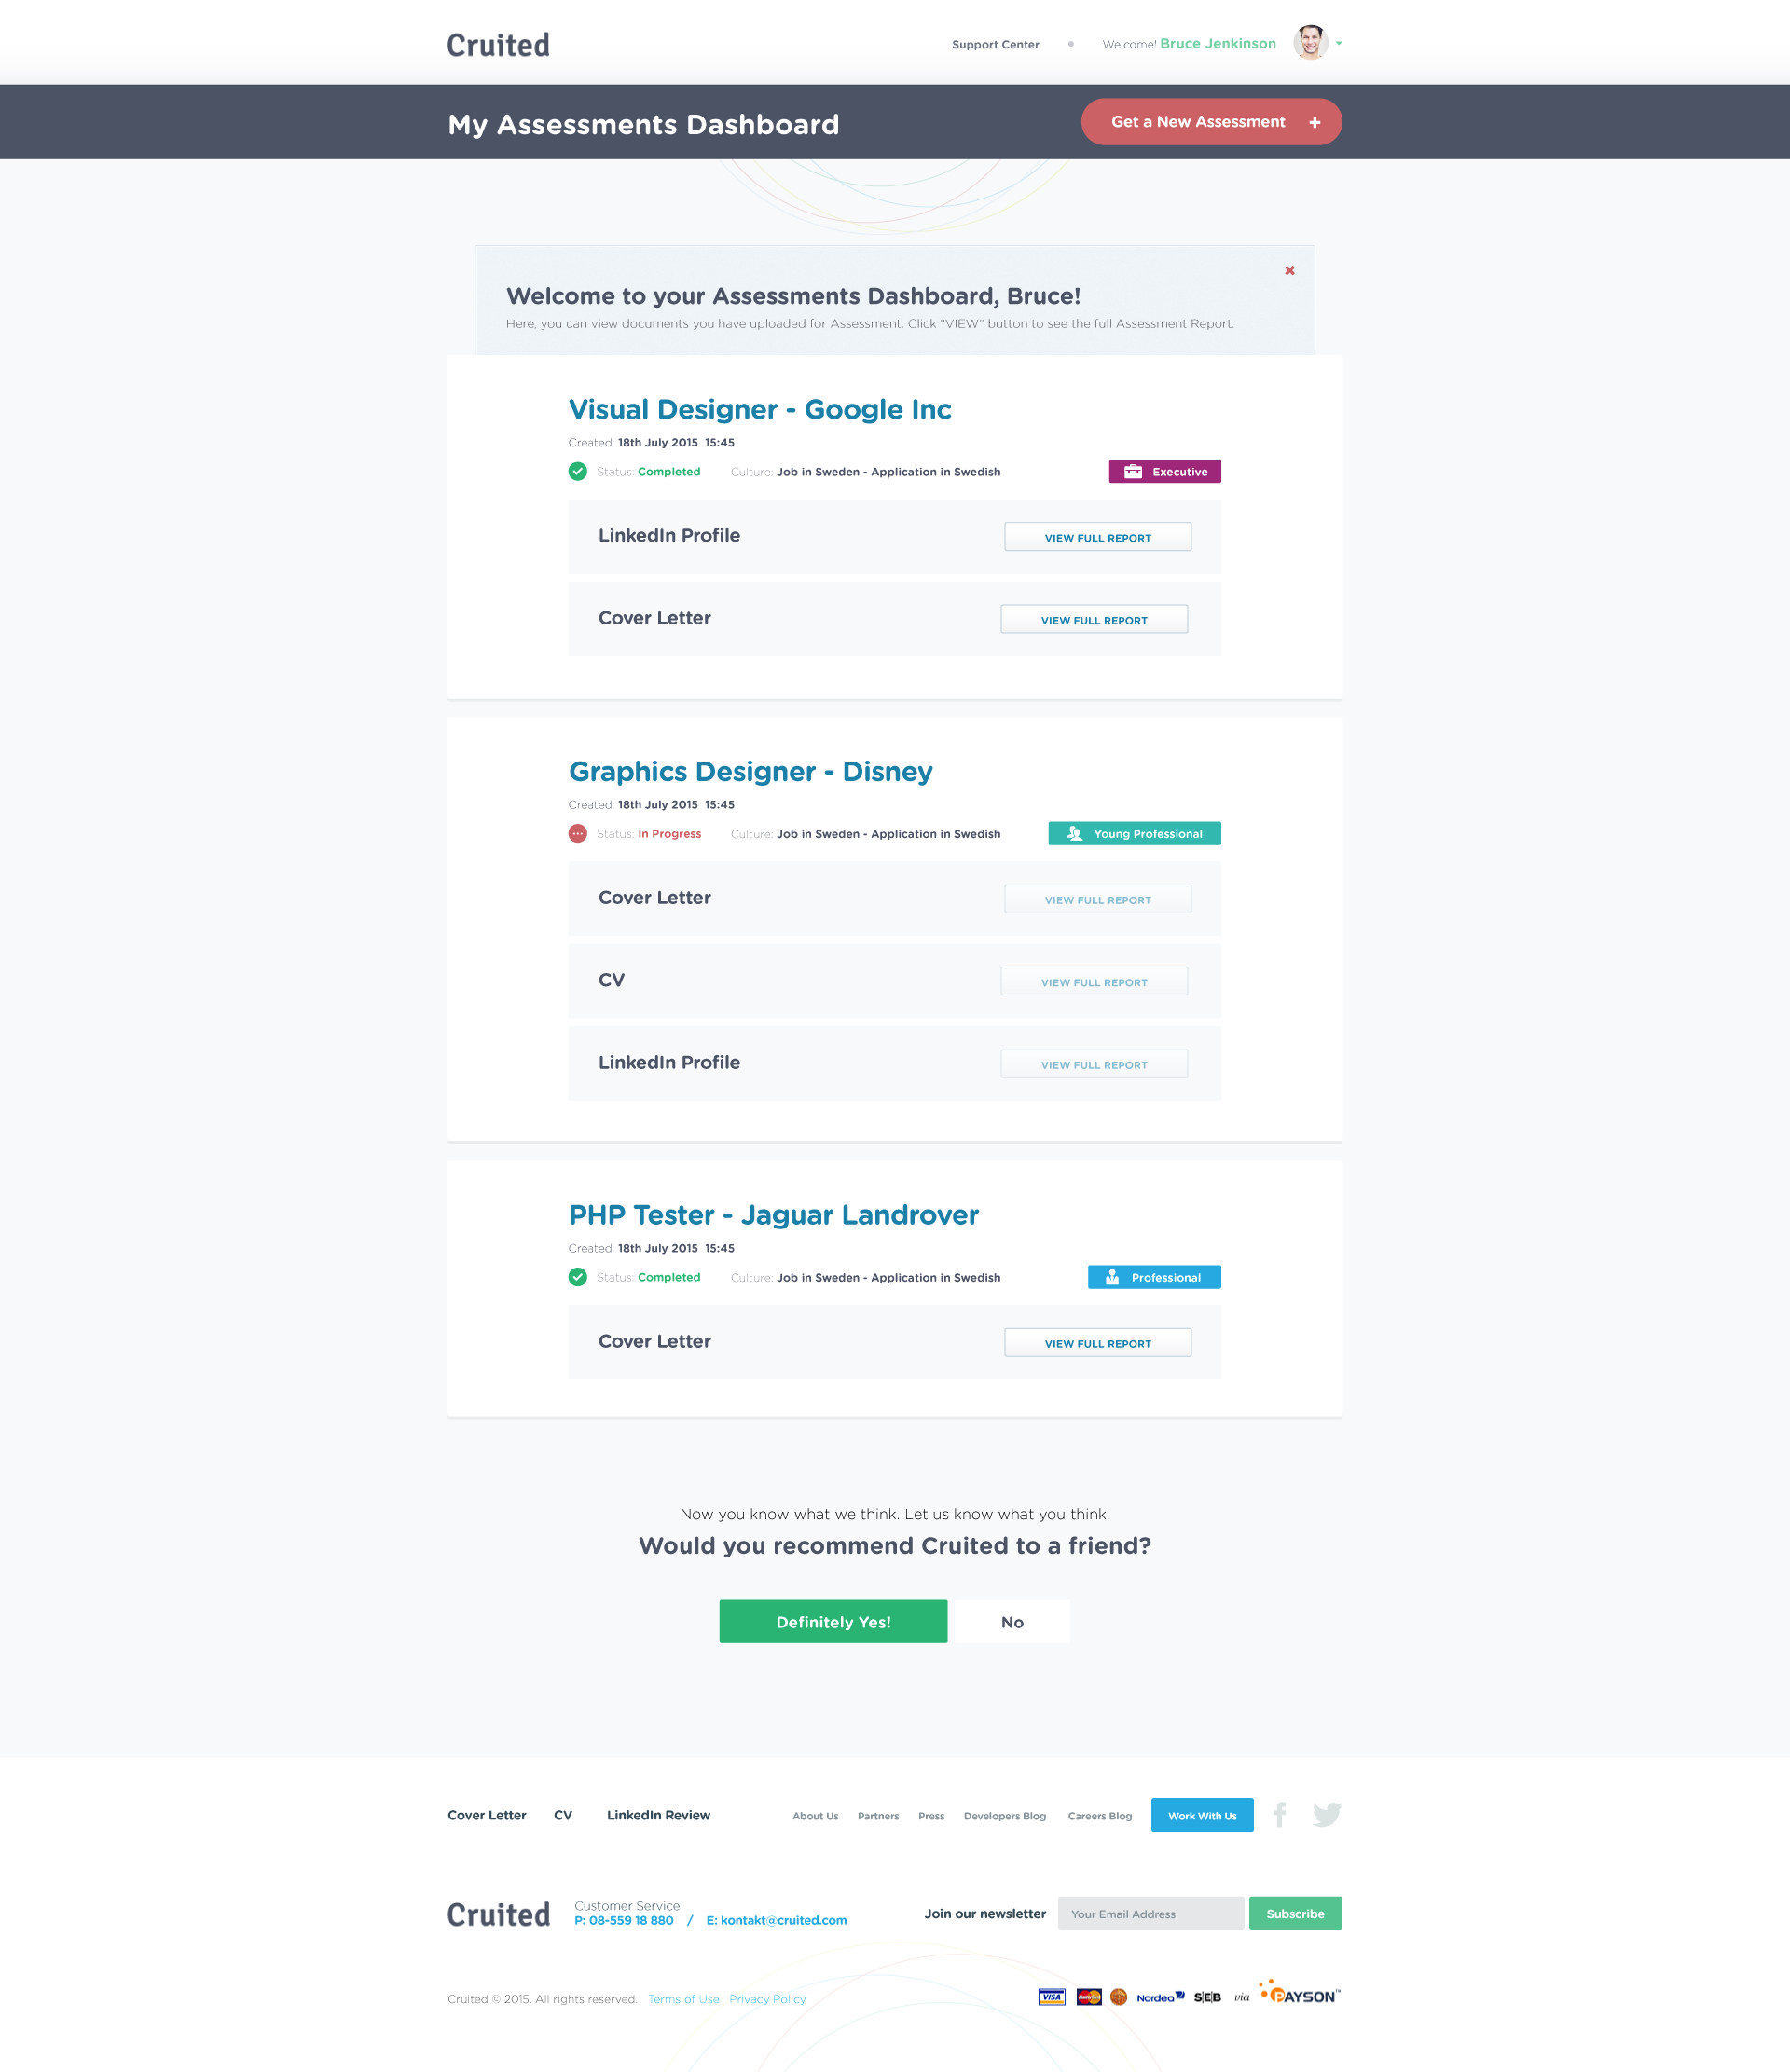 Cruited
Support Center • Welcome! Bruce Jenkinson
My Assessments Dashboard
Get a New Assessment +
Welcome to your Assessments Dashboard, Bruce!
Here, you can view documents you have uploaded for Assessment. Click "VIEW" button to see the full Assessment Report.
Visual Designer - Google Inc
Created: 18th July 2015 15:45
Status: Completed Culture: Job in Sweden - Application in Swedish Executive
LinkedIn Profile VIEW FULL REPORT
Cover Letter VIEW FULL REPORT
Graphics Designer - Disney
Created: 18th July 2015 15:45
Status: In Progress Culture: Job in Sweden - Application in Swedish Young Professional
Cover Letter VIEW FULL REPORT
CV VIEW FULL REPORT
LinkedIn Profile VIEW FULL REPORT
PHP Tester - Jaguar Landrover
Created: 18th July 2015 15:45
Status: Completed Culture: Job in Sweden - Application in Swedish Professional
Cover Letter VIEW FULL REPORT
Now you know what we think. Let us know what you think.
Would you recommend Cruited to a friend?
Definitely Yes! No
Cover Letter CV LinkedIn Review About Us Partners Press Developers Blog Careers Blog Work With Us
Cruited
Customer Service
P: 08-559 18 880 / E: kontakt@cruited.com
Join our newsletter Your Email Address Subscribe
Cruited © 2015. All rights reserved. Terms of Use Privacy Policy
VISA MasterCard Nordea SEB via PAYSON™